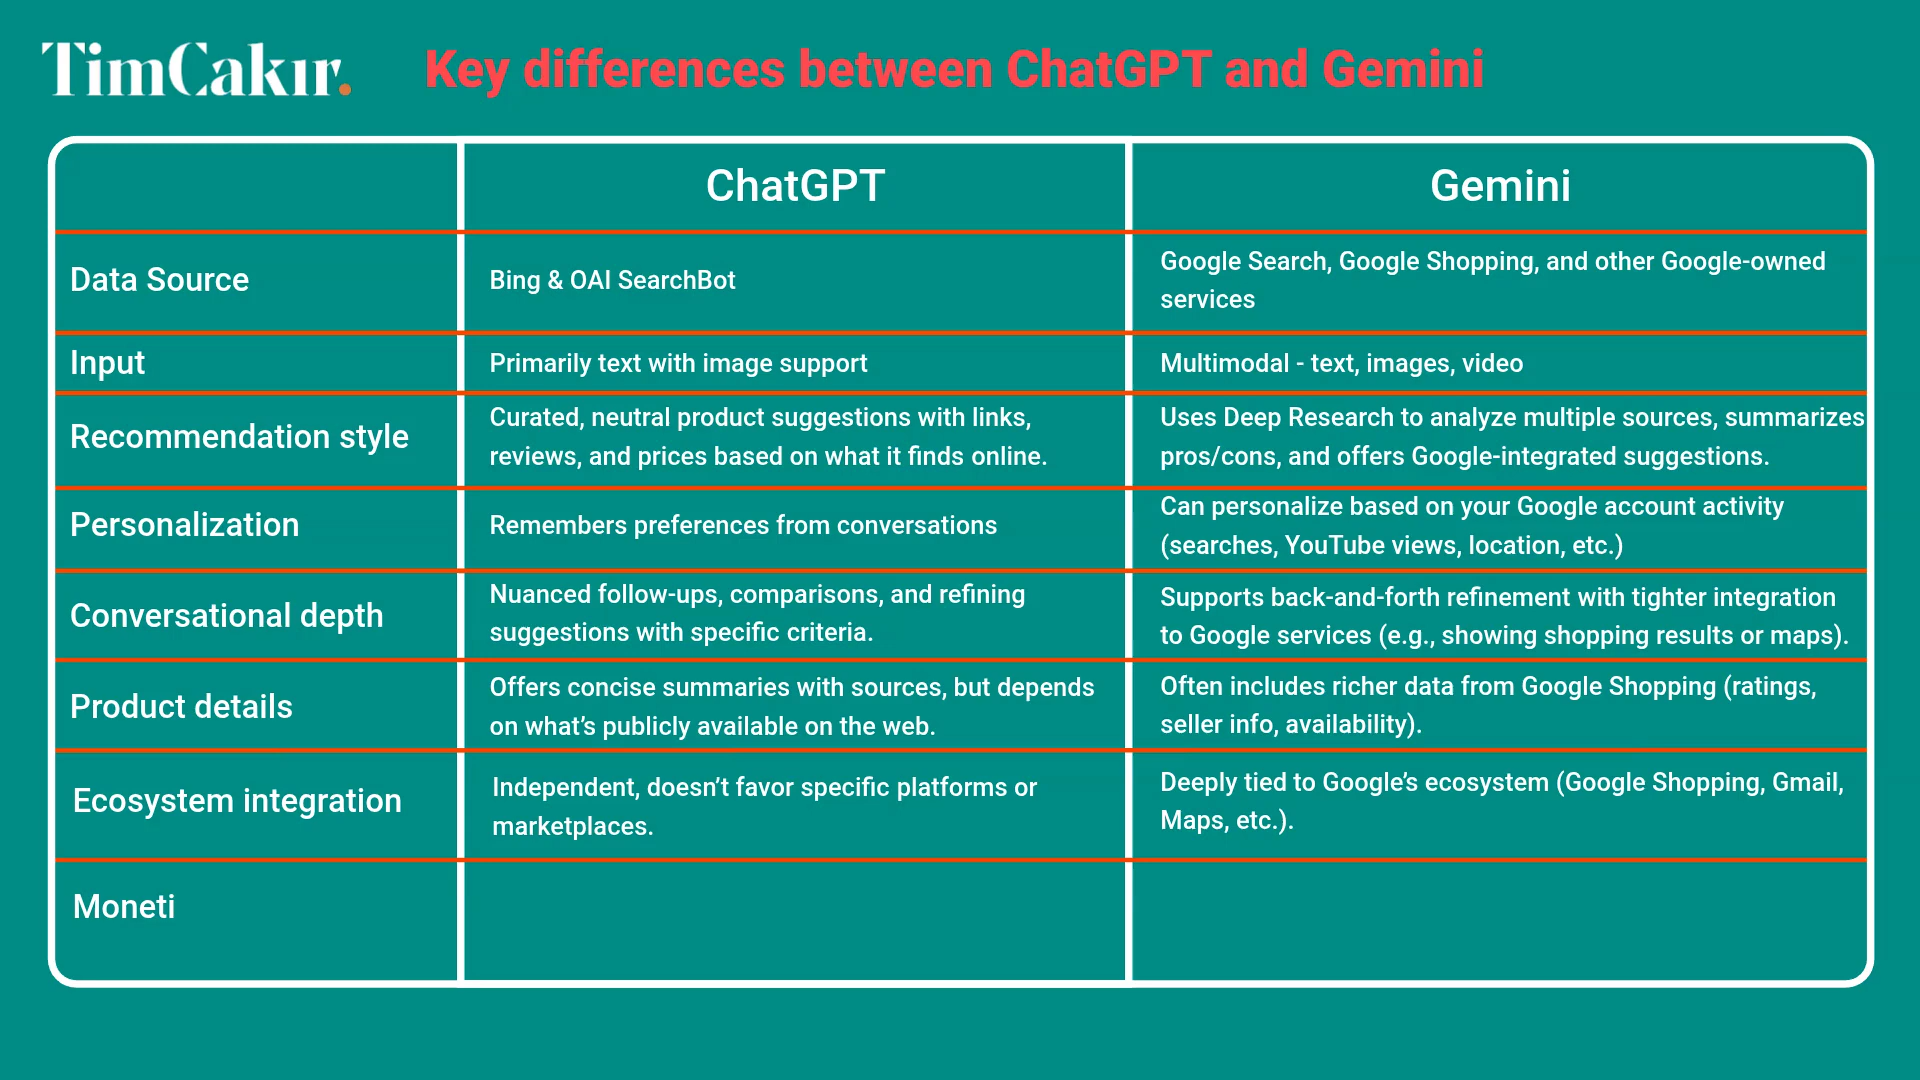 TimCakır.
Key differences between ChatGPT and Gemini
ChatGPT
Gemini
Data Source
Bing & OAI SearchBot
Google Search, Google Shopping, and other Google-owned
services
Input
Primarily text with image support
Multimodal - text, images, video
Recommendation style
Curated, neutral product suggestions with links,
reviews, and prices based on what it finds online.
Uses Deep Research to analyze multiple sources, summarizes
pros/cons, and offers Google-integrated suggestions.
Personalization
Remembers preferences from conversations
Can personalize based on your Google account activity
(searches, YouTube views, location, etc.)
Conversational depth
Nuanced follow-ups, comparisons, and refining
suggestions with specific criteria.
Supports back-and-forth refinement with tighter integration
to Google services (e.g., showing shopping results or maps).
Product details
Offers concise summaries with sources, but depends
on what’s publicly available on the web.
Often includes richer data from Google Shopping (ratings,
seller info, availability).
Ecosystem integration
Independent, doesn’t favor specific platforms or
marketplaces.
Deeply tied to Google’s ecosystem (Google Shopping, Gmail,
Maps, etc.).
Moneti